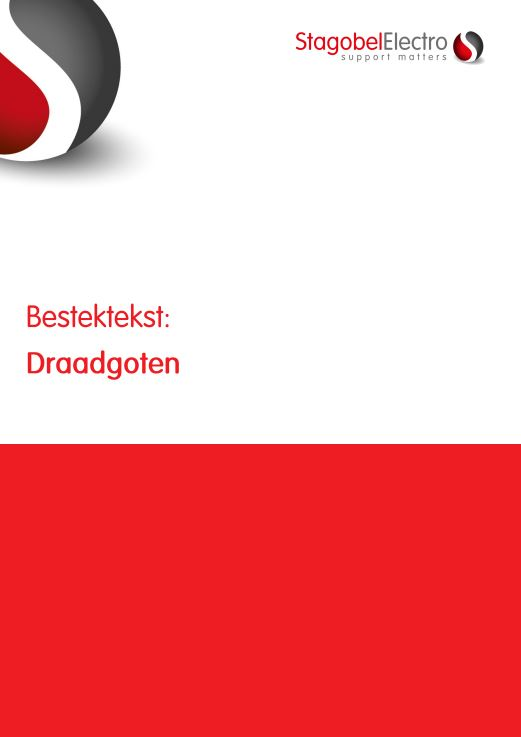 StagobelElectro
support matters
Bestektekst:
Draadgoten